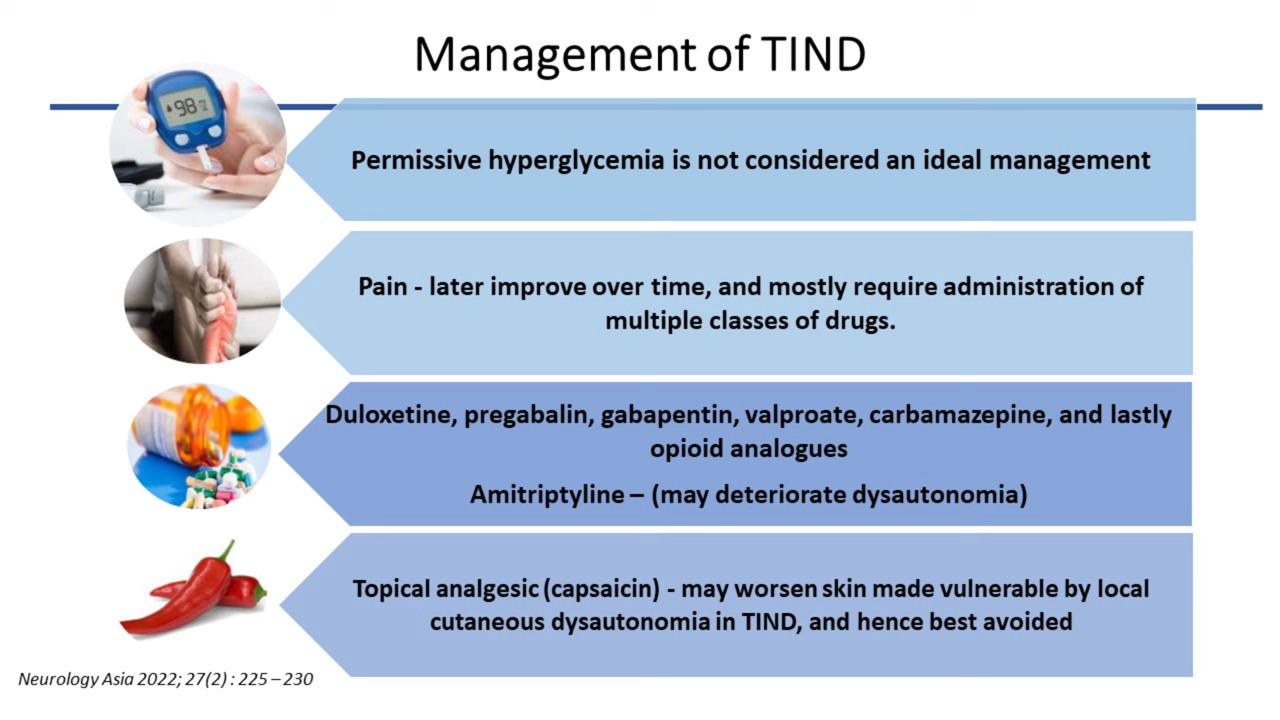 Management of TIND
98
Permissive hyperglycemia is not considered an ideal management
Pain - later improve over time, and mostly require administration of
multiple classes of drugs.
Duloxetine, pregabalin, gabapentin, valproate, carbamazepine, and lastly
opioid analogues
Amitriptyline – (may deteriorate dysautonomia)
Topical analgesic (capsaicin) - may worsen skin made vulnerable by local
cutaneous dysautonomia in TIND, and hence best avoided
Neurology Asia 2022; 27(2) : 225 – 230